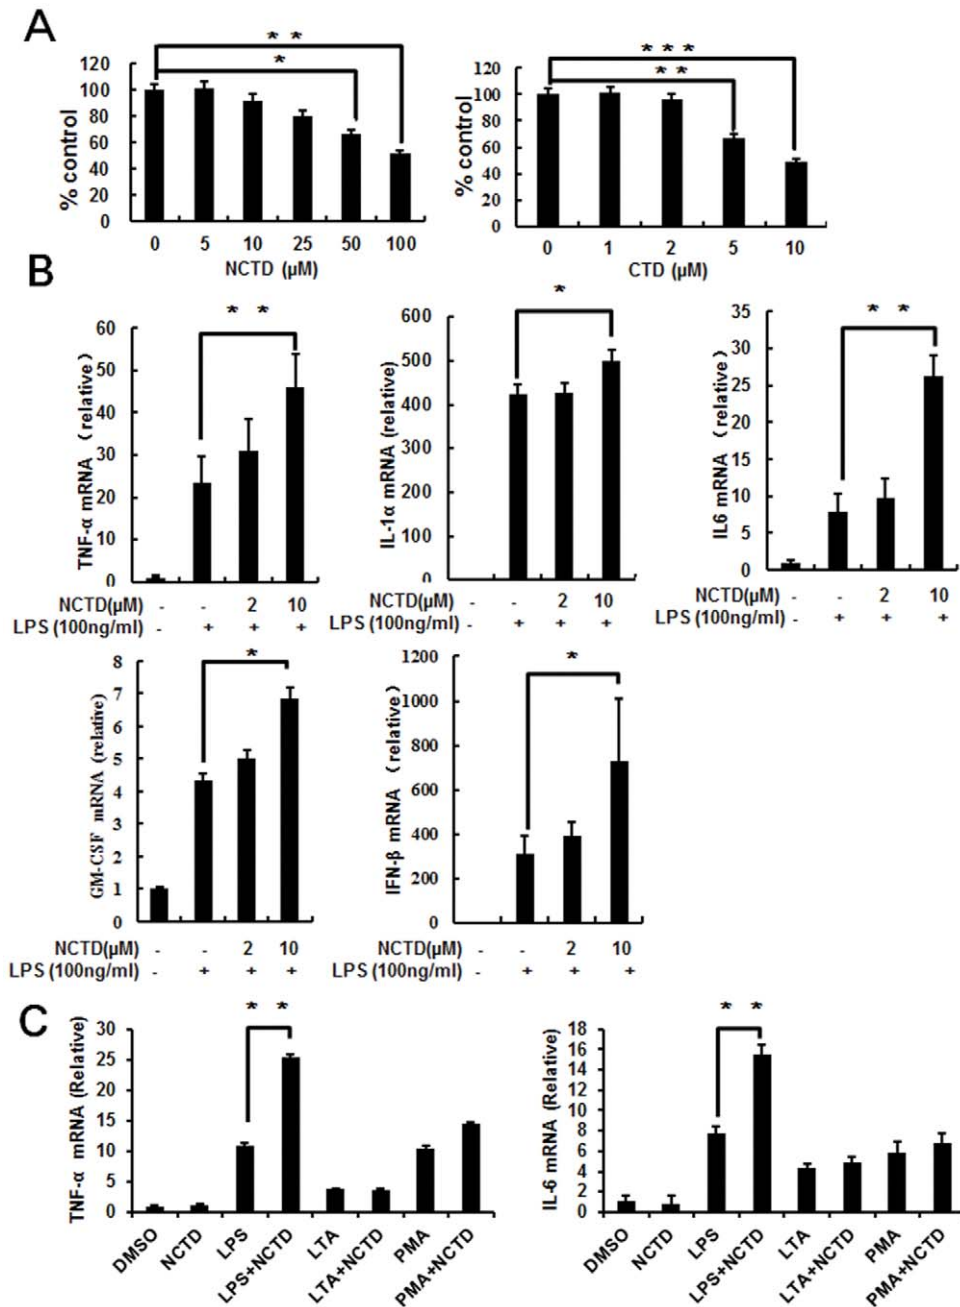 A
* *
*
120
100
80
60
40
20
0
% control
0 5 10 25 50 100
NCTD (µM)
* * *
* *
120
100
80
60
40
20
0
% control
0 1 2 5 10
CTD (µM)
B
* *
60
50
40
30
20
10
0
TNF-α mRNA (relative)
NCTD(µM) - - 2 10
LPS (100ng/ml) - + + +
*
600
500
400
300
200
100
0
IL-1α mRNA (relative)
NCTD(µM) - - 2 10
LPS (100ng/ml) - + + +
* *
35
30
25
20
15
10
5
0
IL6 mRNA (relative)
NCTD(µM) - - 2 10
LPS (100ng/ml) - + + +
*
8
7
6
5
4
3
2
1
0
GM-CSF mRNA (relative)
NCTD(µM) - - 2 10
LPS (100ng/ml) - + + +
*
1200
1000
800
600
400
200
0
IFN-β mRNA (relative)
NCTD(µM) - - 2 10
LPS (100ng/ml) - + + +
C
* *
30
25
20
15
10
5
0
TNF-α mRNA (Relative)
DMSO
NCTD
LPS
LPS+NCTD
LTA
LTA+NCTD
PMA
PMA+NCTD
* *
18
16
14
12
10
8
6
4
2
0
IL-6 mRNA (Relative)
DMSO
NCTD
LPS
LPS+NCTD
LTA
LTA+NCTD
PMA
PMA+NCTD